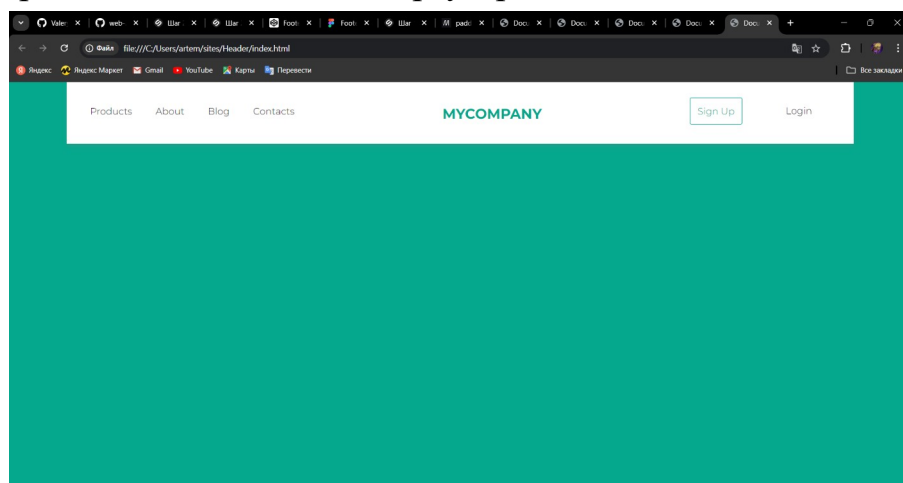 Valer web- Шаг Шаг Foot Foot Шаг padd Docu Docu Docu Docu Docu
Файл file:///C:/Users/artem/sites/Header/index.html
Яндекс Яндекс Маркет Gmail YouTube Карты Перевести Все закладки
Products About Blog Contacts MYCOMPANY Sign Up Login